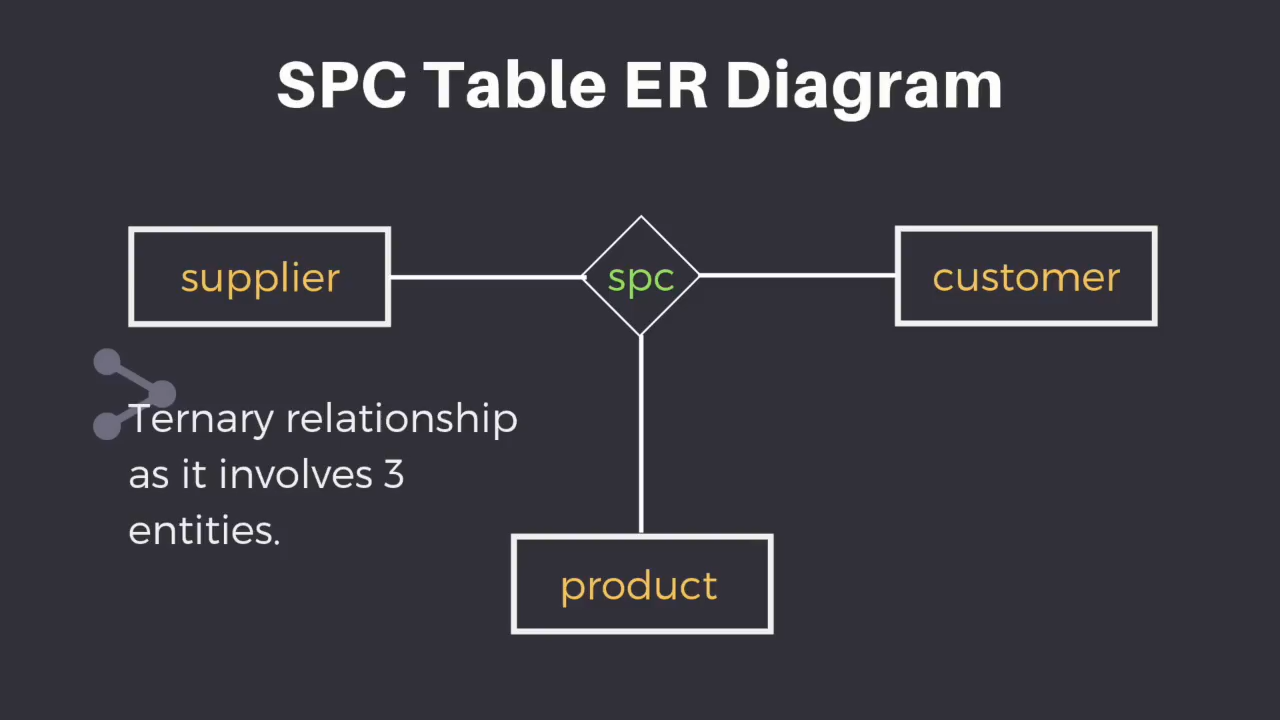 SPC Table ER Diagram
supplier
spc
customer
Ternary relationship
as it involves 3
entities.
product